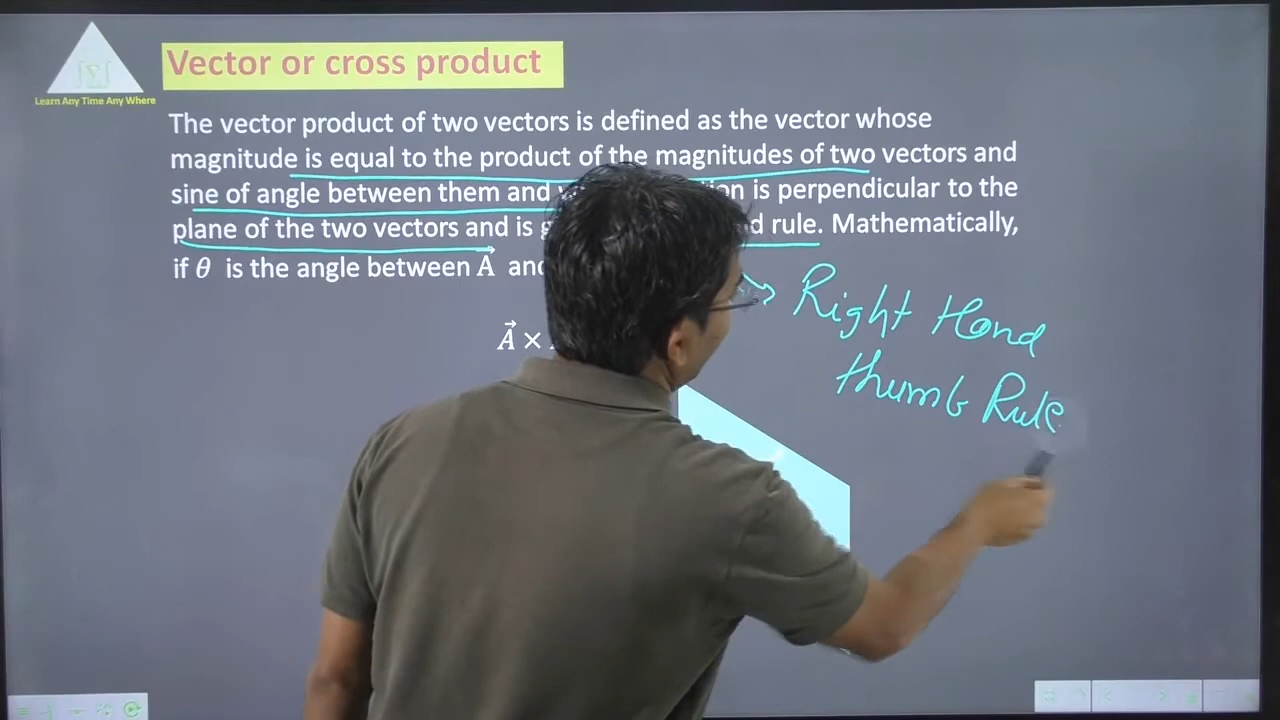 Vector or cross product
Learn Any Time Any Where
The vector product of two vectors is defined as the vector whose
magnitude is equal to the product of the magnitudes of two vectors and
sine of angle between them and is perpendicular to the
plane of the two vectors and is rule. Mathematically,
if θ is the angle between A⃗ and
A⃗ ×
Right Hand
thumb Rule.